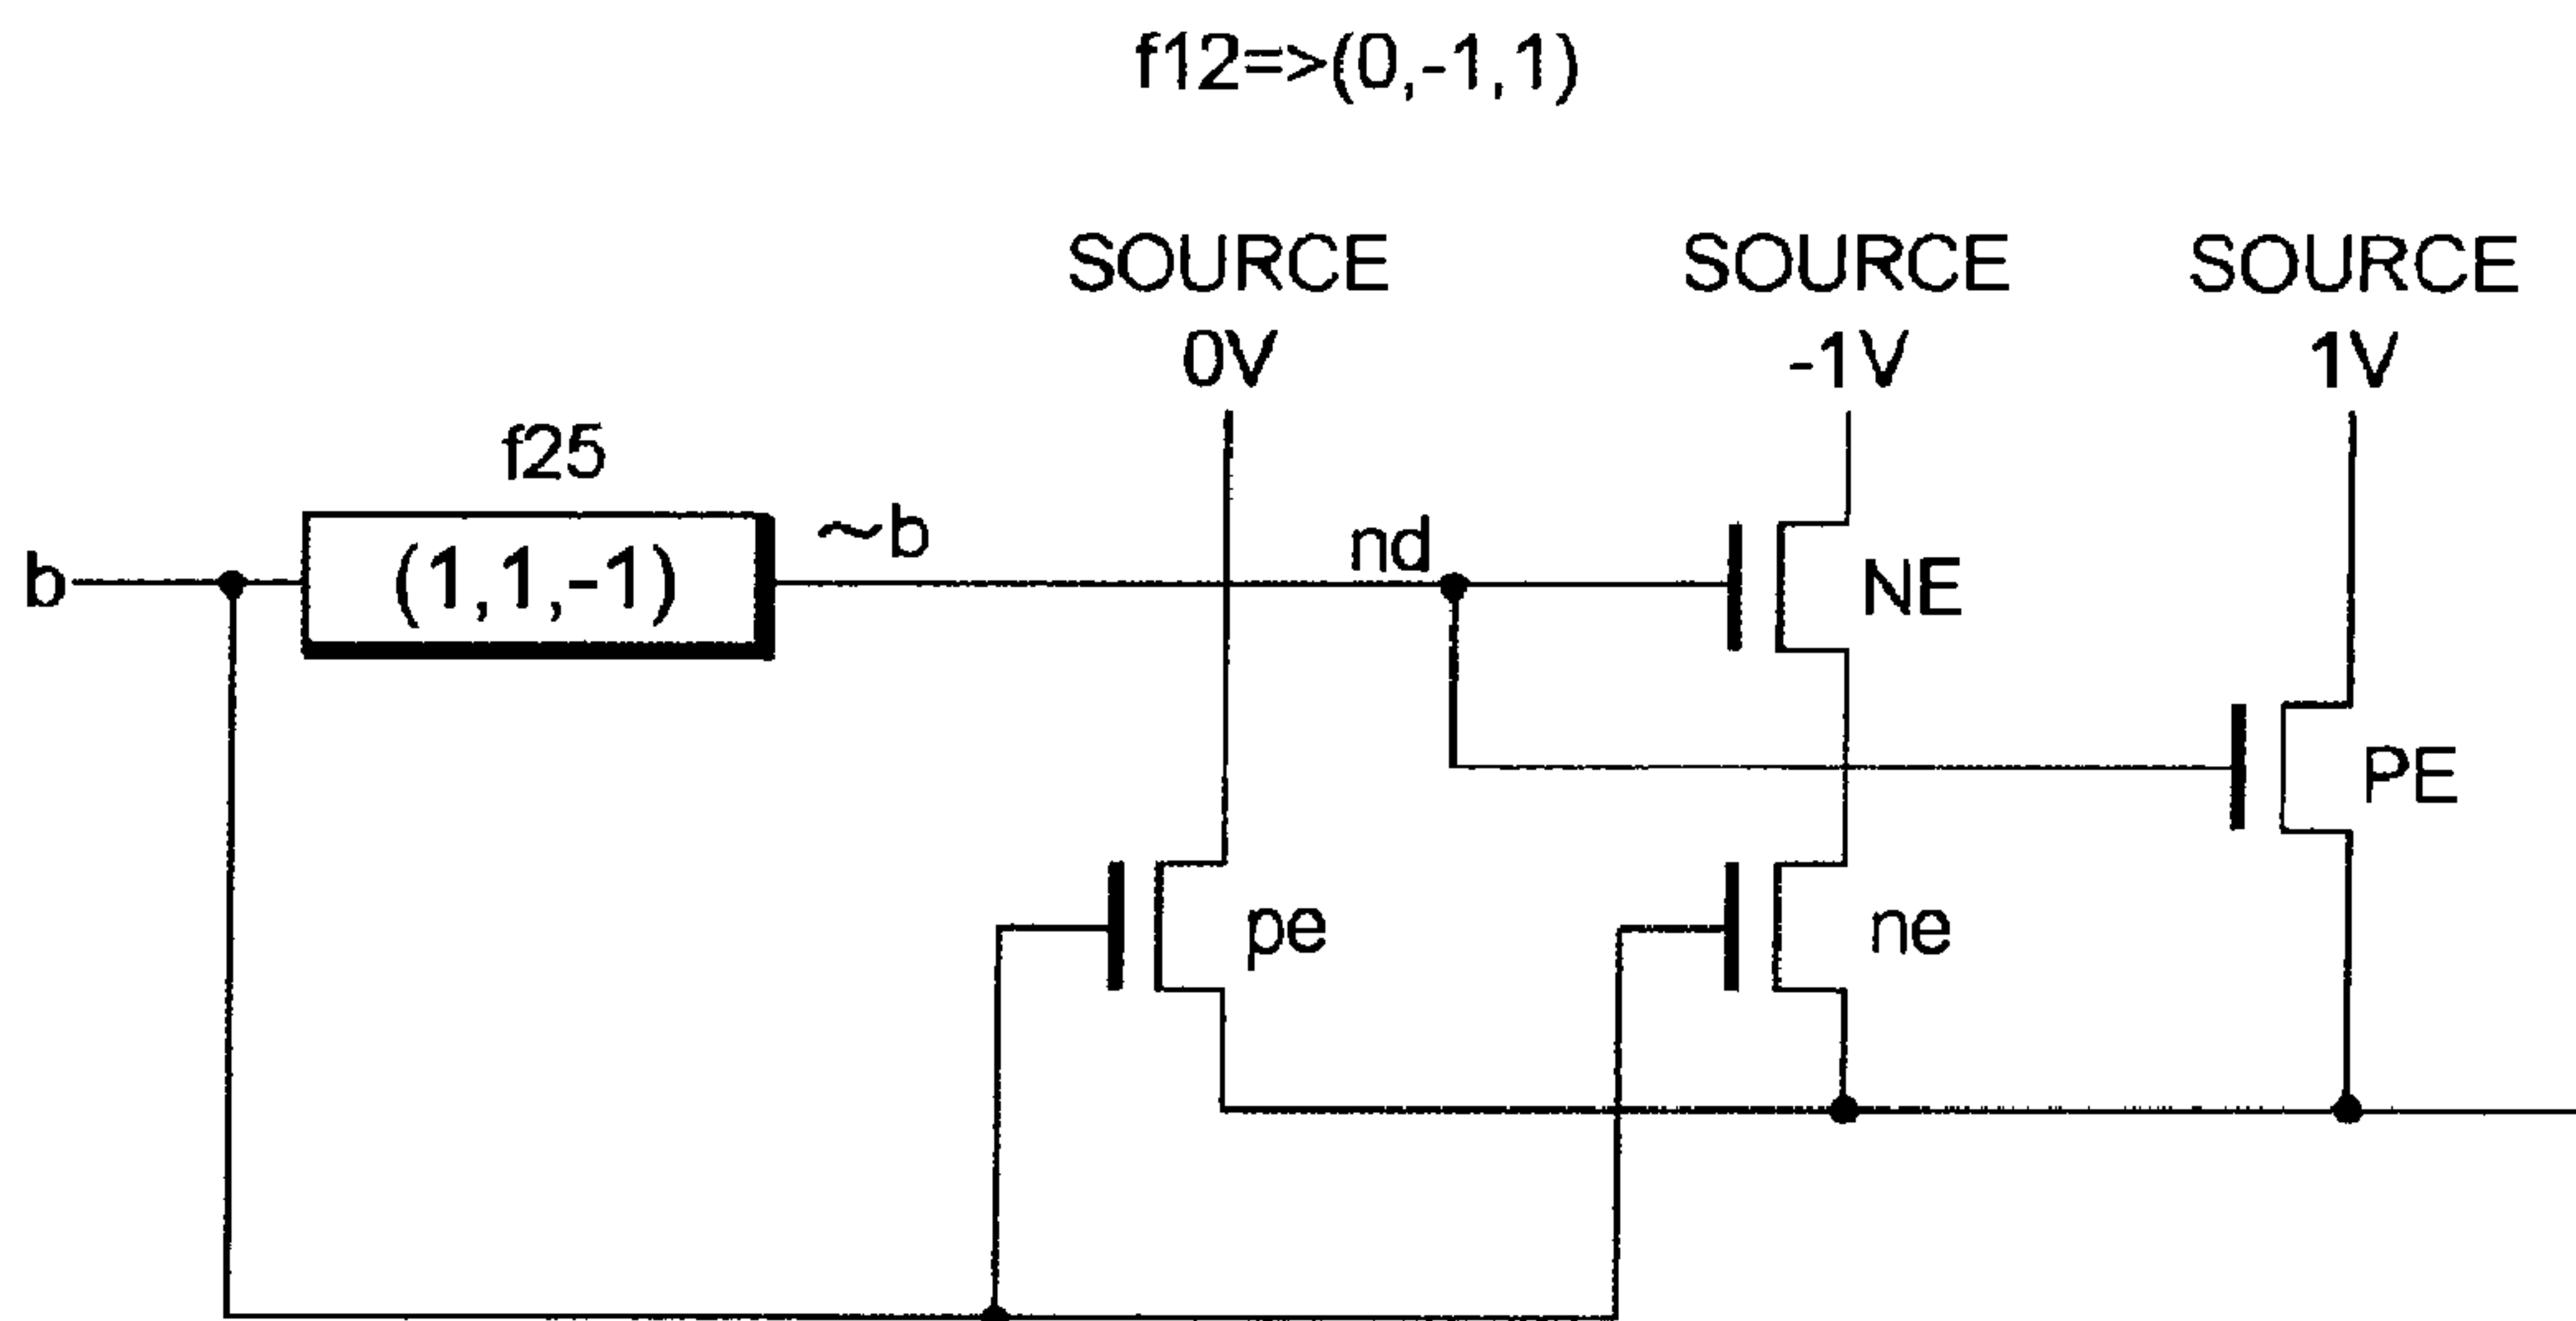 f12=>(0,-1,1)
SOURCE SOURCE SOURCE
0V -1V 1V
f25
b (1,1,-1) ~b nd NE
PE
pe ne